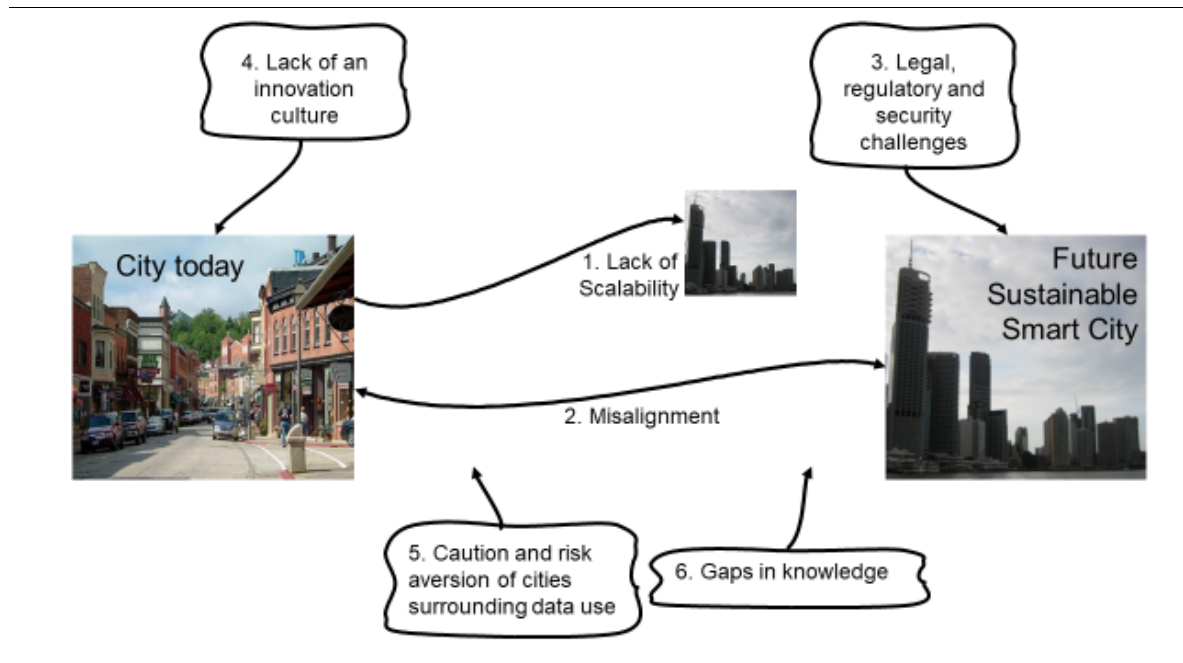 4. Lack of an
innovation
culture
3. Legal,
regulatory and
security
challenges
City today
1. Lack of
Scalability
Future
Sustainable
Smart City
2. Misalignment
5. Caution and risk
aversion of cities
surrounding data use
6. Gaps in knowledge